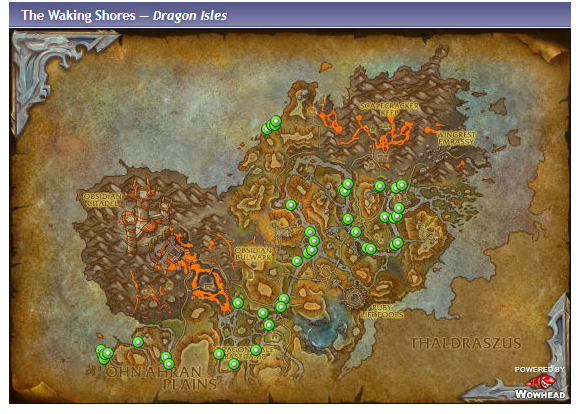 The Waking Shores — Dragon Isles
SCALECRACKER
KEEP
WINGREST
EMBASSY
OBSIDIAN
CITADEL
OBSIDIAN
BULWARK
RUBY
LIFEPOOLS
THALDRASZUS
OHN'AHRAN
PLAINS
POWERED BY
WOWHEAD